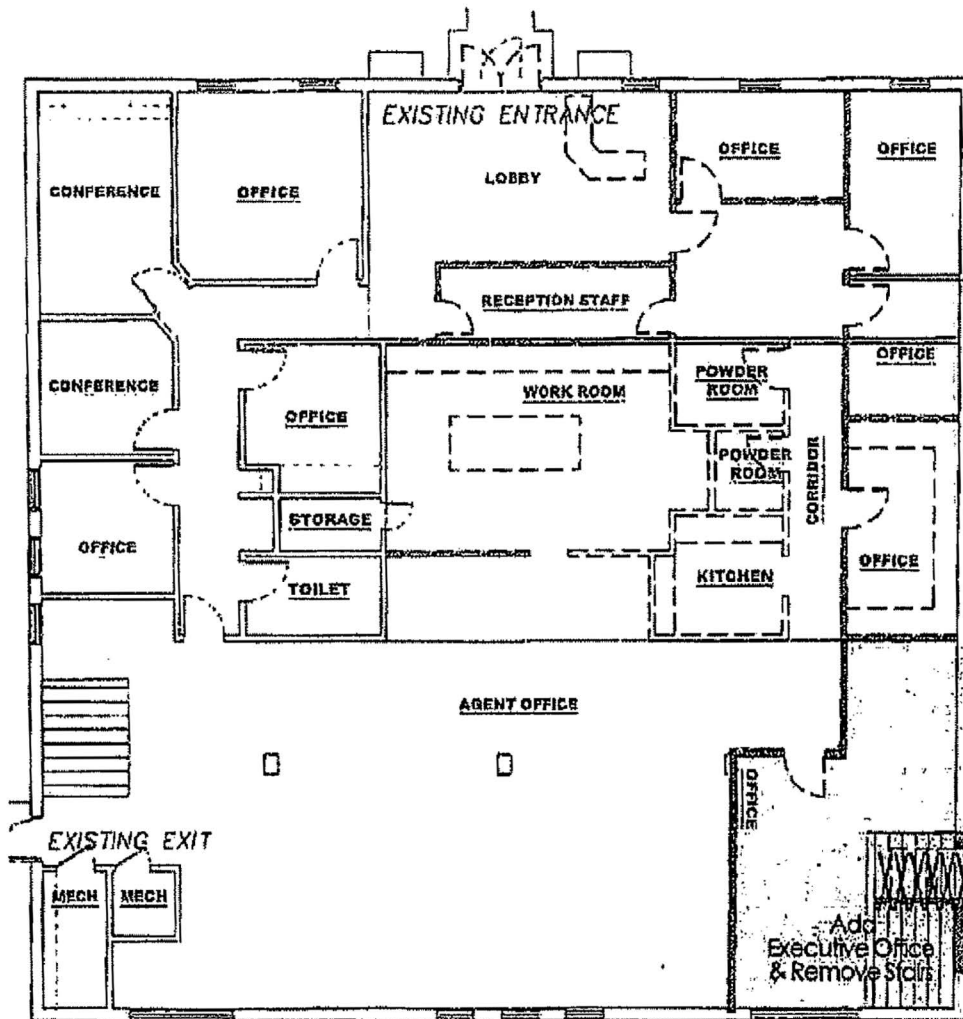 EXISTING ENTRANCE
OFFICE
OFFICE
CONFERENCE
OFFICE
LOBBY
RECEPTION STAFF
CONFERENCE
OFFICE
WORK ROOM
POWDER
ROOM
OFFICE
POWDER
ROOM
CORRIDOR
STORAGE
OFFICE
TOILET
KITCHEN
OFFICE
AGENT OFFICE
OFFICE
EXISTING EXIT
MECH
MECH
Add
Executive Office
& Remove Stairs